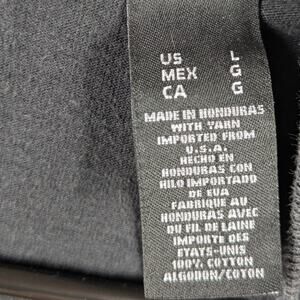 US L
MEX G
CA G
MADE IN HONDURAS
WITH YARN
IMPORTED FROM
U.S.A.
HECHO EN
HONDURAS CON
HILO IMPORTADO
DE EUA
FABRIQUE AU
HONDURAS AVEC
DU FIL DE LAINE
IMPORTE DES
ETATS-UNIS
100% COTTON
ALGODON/COTON